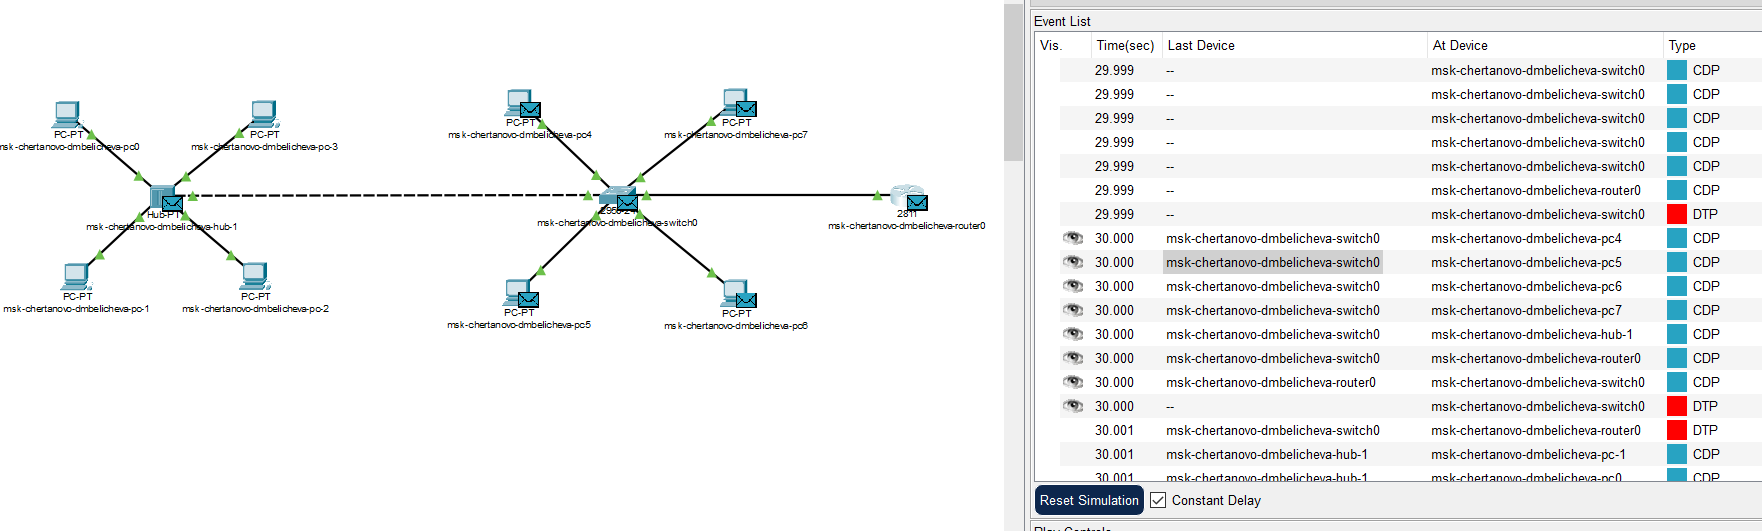 PC-PT
msk-chertanovo-dmbelicheva-pc0
PC-PT
msk-chertanovo-dmbelicheva-pc-3
Hub-PT
msk-chertanovo-dmbelicheva-hub-1
PC-PT
msk-chertanovo-dmbelicheva-pc-1
PC-PT
msk-chertanovo-dmbelicheva-pc-2
PC-PT
msk-chertanovo-dmbelicheva-pc4
PC-PT
msk-chertanovo-dmbelicheva-pc7
msk-chertanovo-dmbelicheva-switch0
2811
msk-chertanovo-dmbelicheva-router0
PC-PT
msk-chertanovo-dmbelicheva-pc5
PC-PT
msk-chertanovo-dmbelicheva-pc6
Event List
Vis. Time(sec) Last Device At Device Type
29.999 -- msk-chertanovo-dmbelicheva-switch0 CDP
29.999 -- msk-chertanovo-dmbelicheva-switch0 CDP
29.999 -- msk-chertanovo-dmbelicheva-switch0 CDP
29.999 -- msk-chertanovo-dmbelicheva-switch0 CDP
29.999 -- msk-chertanovo-dmbelicheva-switch0 CDP
29.999 -- msk-chertanovo-dmbelicheva-router0 CDP
29.999 -- msk-chertanovo-dmbelicheva-switch0 DTP
30.000 msk-chertanovo-dmbelicheva-switch0 msk-chertanovo-dmbelicheva-pc4 CDP
30.000 msk-chertanovo-dmbelicheva-switch0 msk-chertanovo-dmbelicheva-pc5 CDP
30.000 msk-chertanovo-dmbelicheva-switch0 msk-chertanovo-dmbelicheva-pc6 CDP
30.000 msk-chertanovo-dmbelicheva-switch0 msk-chertanovo-dmbelicheva-pc7 CDP
30.000 msk-chertanovo-dmbelicheva-switch0 msk-chertanovo-dmbelicheva-hub-1 CDP
30.000 msk-chertanovo-dmbelicheva-switch0 msk-chertanovo-dmbelicheva-router0 CDP
30.000 msk-chertanovo-dmbelicheva-router0 msk-chertanovo-dmbelicheva-switch0 CDP
30.000 -- msk-chertanovo-dmbelicheva-switch0 DTP
30.001 msk-chertanovo-dmbelicheva-switch0 msk-chertanovo-dmbelicheva-router0 DTP
30.001 msk-chertanovo-dmbelicheva-hub-1 msk-chertanovo-dmbelicheva-pc-1 CDP
30.001 msk-chertanovo-dmbelicheva-hub-1 msk-chertanovo-dmbelicheva-pc0 CDP
Reset Simulation Constant Delay
Play Controls